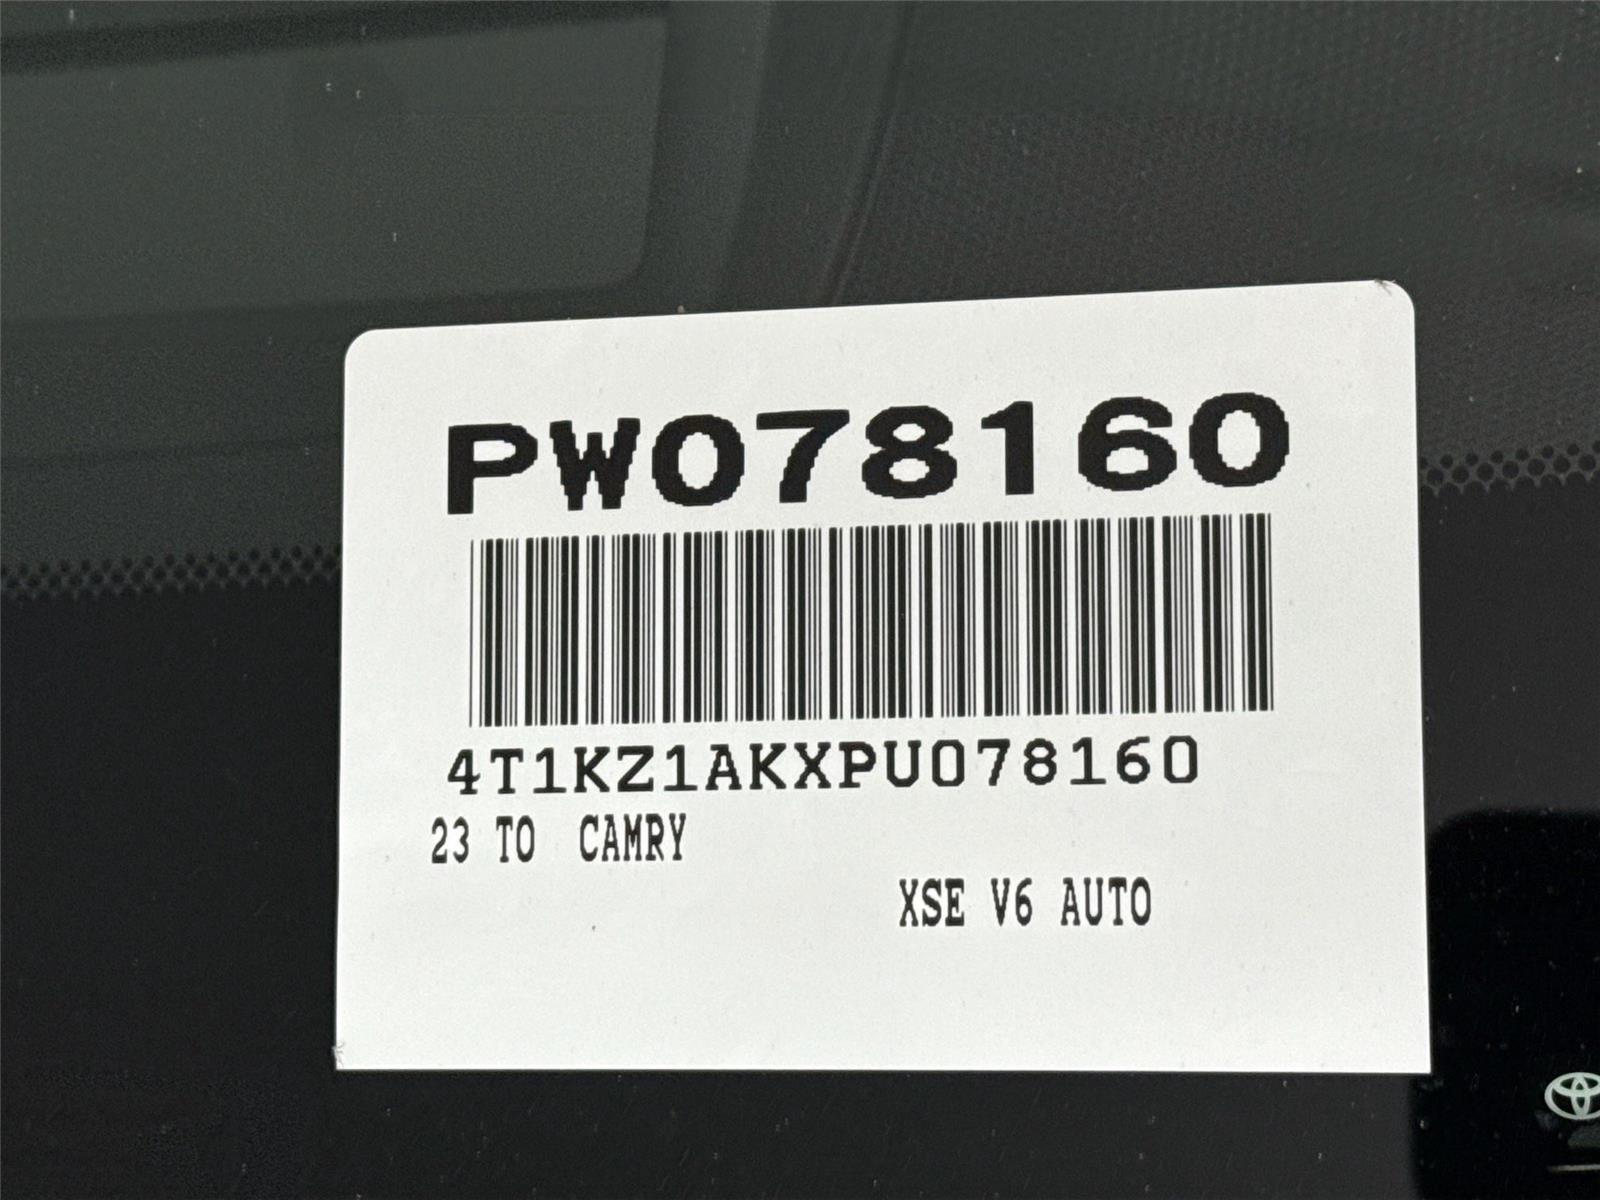 PW078160
4T1KZ1AKXPU078160
23 TO CAMRY
XSE V6 AUTO